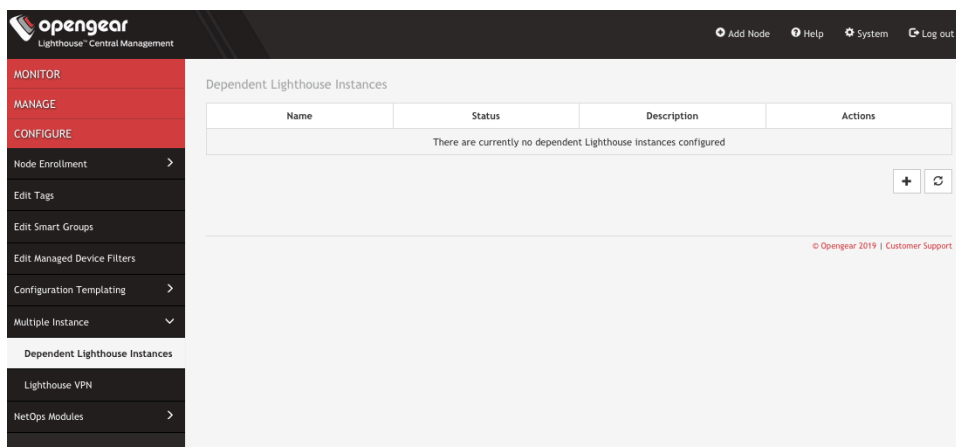 opengear
Lighthouse™ Central Management
Add Node
Help
System
Log out
MONITOR
MANAGE
CONFIGURE
Node Enrollment
Edit Tags
Edit Smart Groups
Edit Managed Device Filters
Configuration Templating
Multiple Instance
Dependent Lighthouse Instances
Lighthouse VPN
NetOps Modules
Dependent Lighthouse Instances
Name Status Description Actions
There are currently no dependent Lighthouse instances configured
© Opengear 2019 | Customer Support